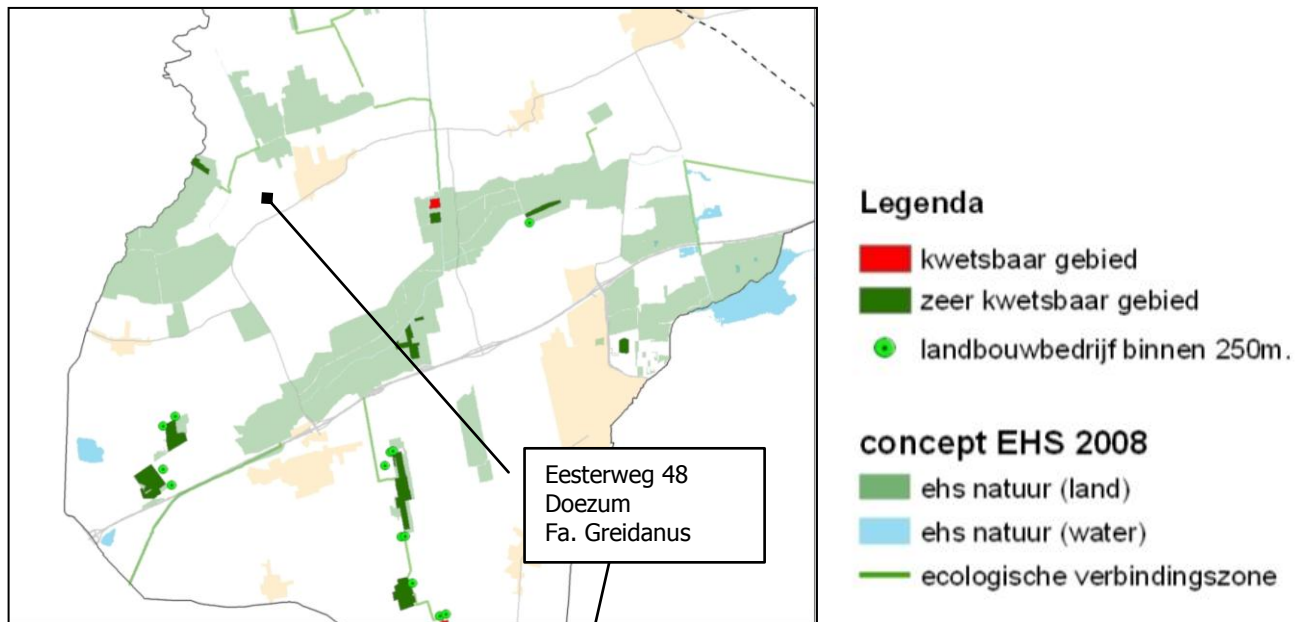 Eesterweg 48
Doezum
Fa. Greidanus
Legenda
kwetsbaar gebied
zeer kwetsbaar gebied
landbouwbedrijf binnen 250m.
concept EHS 2008
ehs natuur (land)
ehs natuur (water)
ecologische verbindingszone